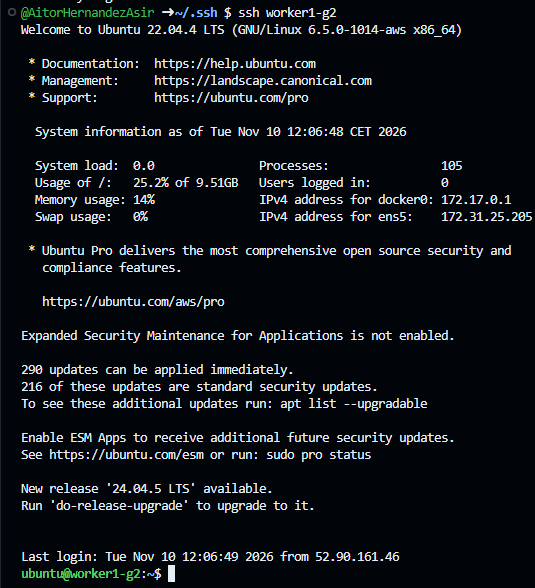 @AitorHernandezAsir ➜~/.ssh $ ssh worker1-g2
Welcome to Ubuntu 22.04.4 LTS (GNU/Linux 6.5.0-1014-aws x86_64)
* Documentation:  https://help.ubuntu.com
* Management:     https://landscape.canonical.com
* Support:        https://ubuntu.com/pro
System information as of Tue Nov 10 12:06:48 CET 2026
System load:  0.0               Processes:              105
Usage of /:   25.2% of 9.51GB   Users logged in:        0
Memory usage: 14%               IPv4 address for docker0: 172.17.0.1
Swap usage:   0%                IPv4 address for ens5:  172.31.25.205
* Ubuntu Pro delivers the most comprehensive open source security and
compliance features.
https://ubuntu.com/aws/pro
Expanded Security Maintenance for Applications is not enabled.
290 updates can be applied immediately.
216 of these updates are standard security updates.
To see these additional updates run: apt list --upgradable
Enable ESM Apps to receive additional future security updates.
See https://ubuntu.com/esm or run: sudo pro status
New release '24.04.5 LTS' available.
Run 'do-release-upgrade' to upgrade to it.
Last login: Tue Nov 10 12:06:49 2026 from 52.90.161.46
ubuntu@worker1-g2:~$